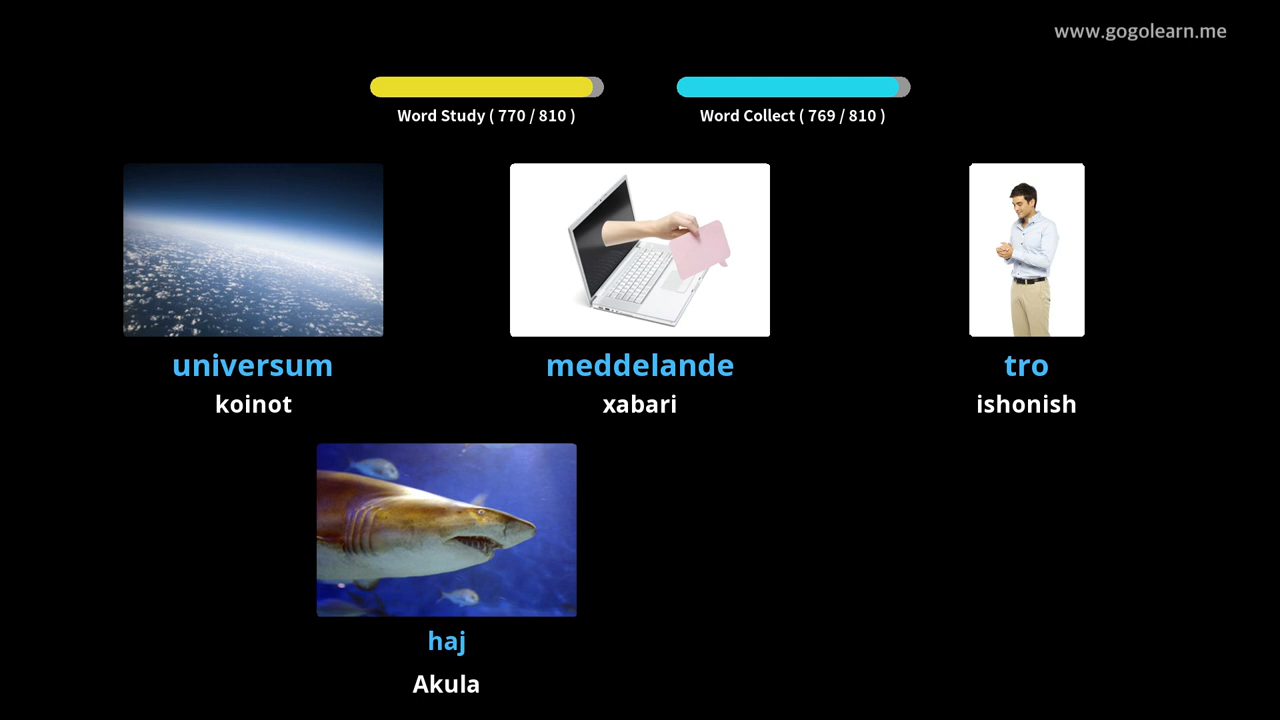 www.gogolearn.me
Word Study ( 770 / 810 )
Word Collect ( 769 / 810 )
universum
koinot
meddelande
xabari
tro
ishonish
haj
Akula